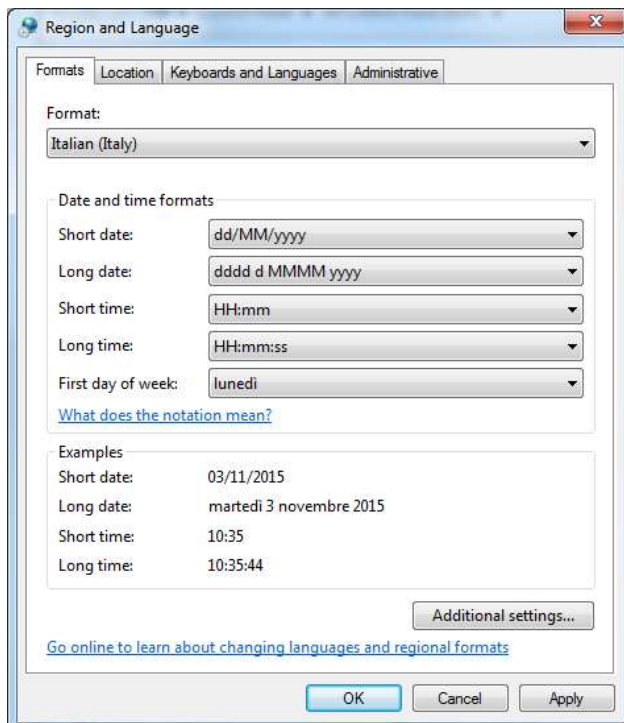 Region and Language
Formats Location Keyboards and Languages Administrative
Format:
Italian (Italy)
Date and time formats
Short date: dd/MM/yyyy
Long date: dddd d MMMM yyyy
Short time: HH:mm
Long time: HH:mm:ss
First day of week: lunedì
What does the notation mean?
Examples
Short date: 03/11/2015
Long date: martedì 3 novembre 2015
Short time: 10:35
Long time: 10:35:44
Additional settings...
Go online to learn about changing languages and regional formats
OK Cancel Apply